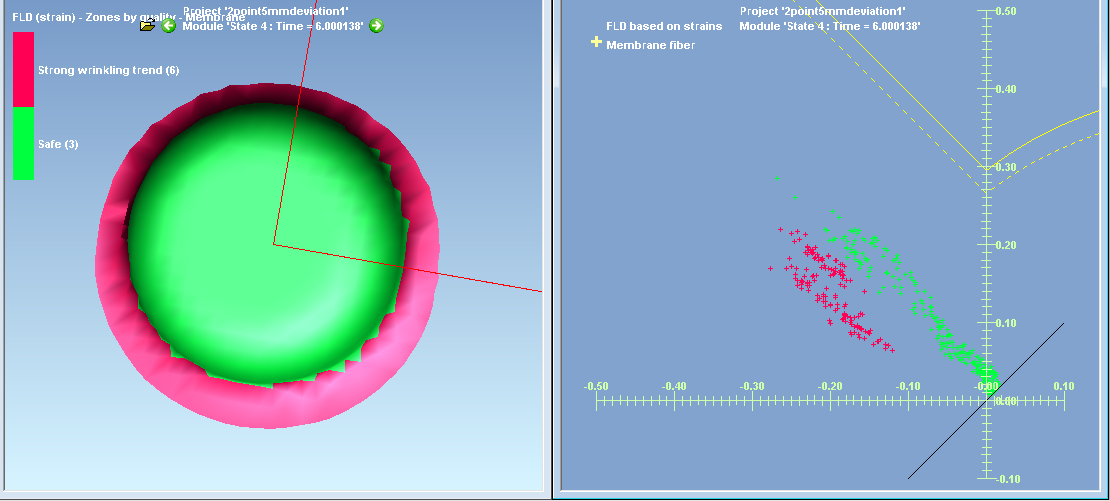 FLD (strain) - Zones by quality - Membrane
Project '2point5mmdeviation1'
Module 'State 4 : Time = 6.000138'
Strong wrinkling trend (6)
Safe (3)
FLD based on strains
Membrane fiber
Project '2point5mmdeviation1'
Module 'State 4 : Time = 6.000138'
0.50
0.40
0.30
0.20
0.10
-0.50 -0.40 -0.30 -0.20 -0.10 -0.00 0.10
0.00
-0.10